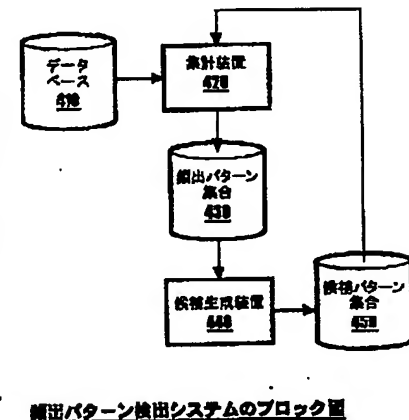 データ
ベース
410
集計装置
420
頻出パターン
集合
430
候補生成装置
440
候補パターン
集合
450
頻出パターン検出システムのブロック図